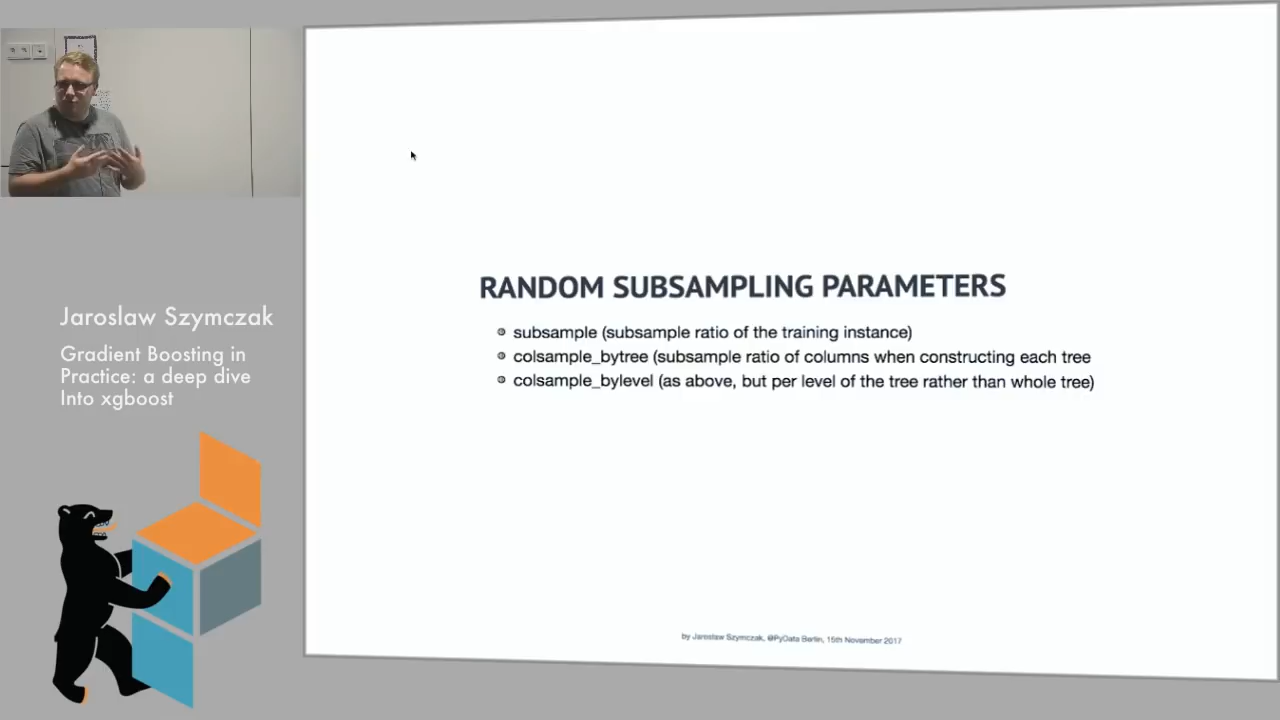 Jaroslaw Szymczak
Gradient Boosting in
Practice: a deep dive
Into xgboost
RANDOM SUBSAMPLING PARAMETERS
subsample (subsample ratio of the training instance)
colsample_bytree (subsample ratio of columns when constructing each tree
colsample_bylevel (as above, but per level of the tree rather than whole tree)
by Jaroslaw Szymczak, @PyData Berlin, 15th November 2017